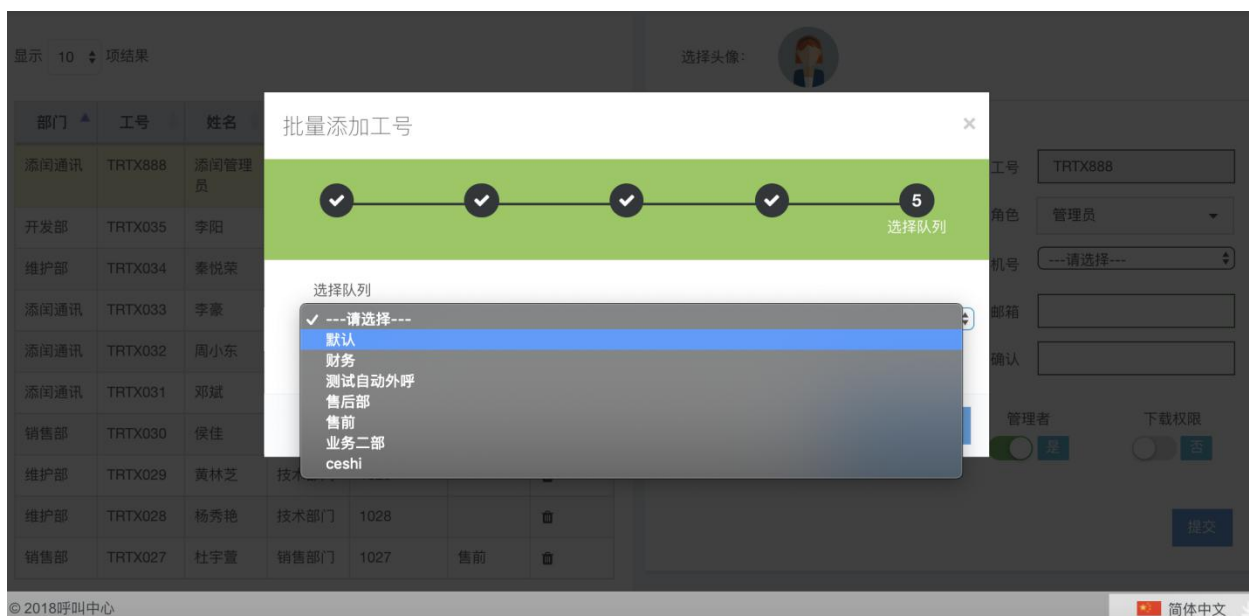 显示 10 项结果
选择头像:
部门 工号 姓名
批量添加工号 ×
添闰通讯 TRTX888 添闰管理员
工号 TRTX888
5
选择队列
开发部 TRTX035 李阳
角色 管理员
维护部 TRTX034 秦悦荣
机号 ---请选择---
选择队列
添闰通讯 TRTX033 李豪
---请选择---
邮箱
默认
添闰通讯 TRTX032 周小东
财务
确认
测试自动外呼
添闰通讯 TRTX031 邓斌
售后部
售前
管理者 下载权限
销售部 TRTX030 侯佳
业务二部
是 否
ceshi
维护部 TRTX029 黄林芝
维护部 TRTX028 杨秀艳 技术部门 1028
提交
销售部 TRTX027 杜宇萱 销售部门 1027 售前
© 2018呼叫中心
简体中文